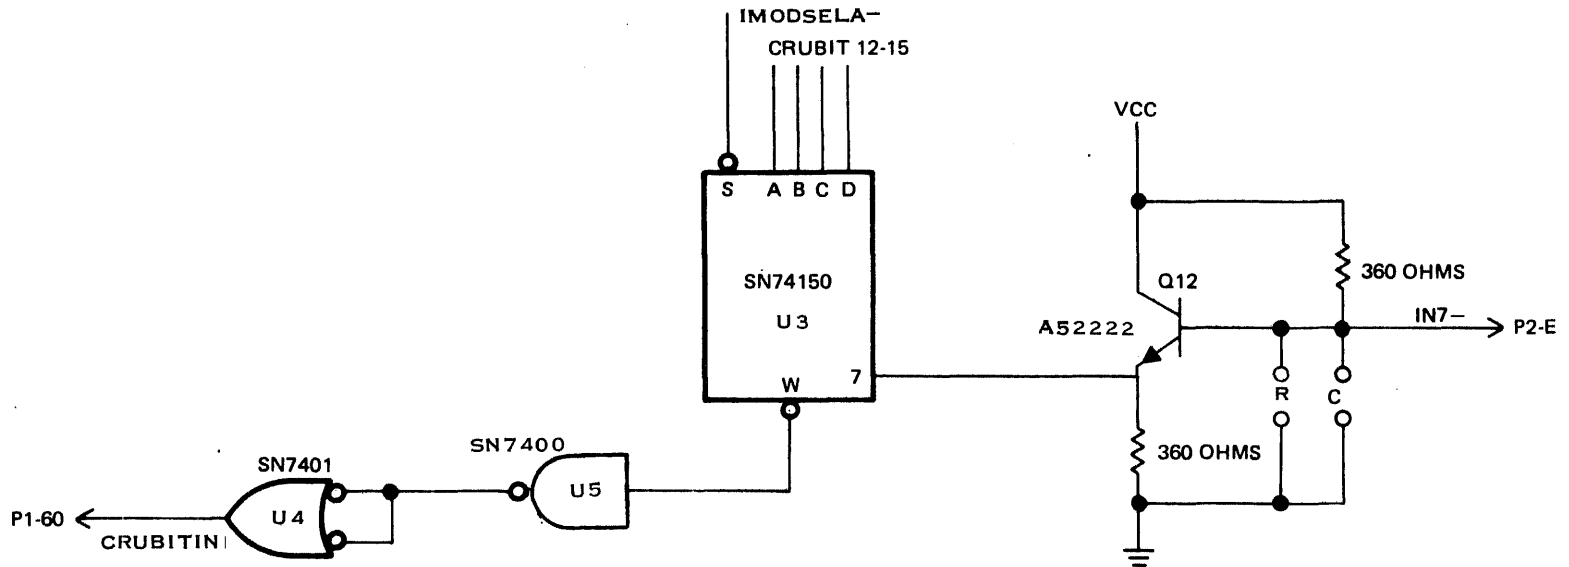 IMODSELA-
CRUBIT 12-15
VCC
S A B C D
SN74150
U3
Q12
360 OHMS
A52222
IN7-
P2-E
7
W
R
C
SN7400
360 OHMS
SN7401
U5
U4
P1-60
CRUBITIN